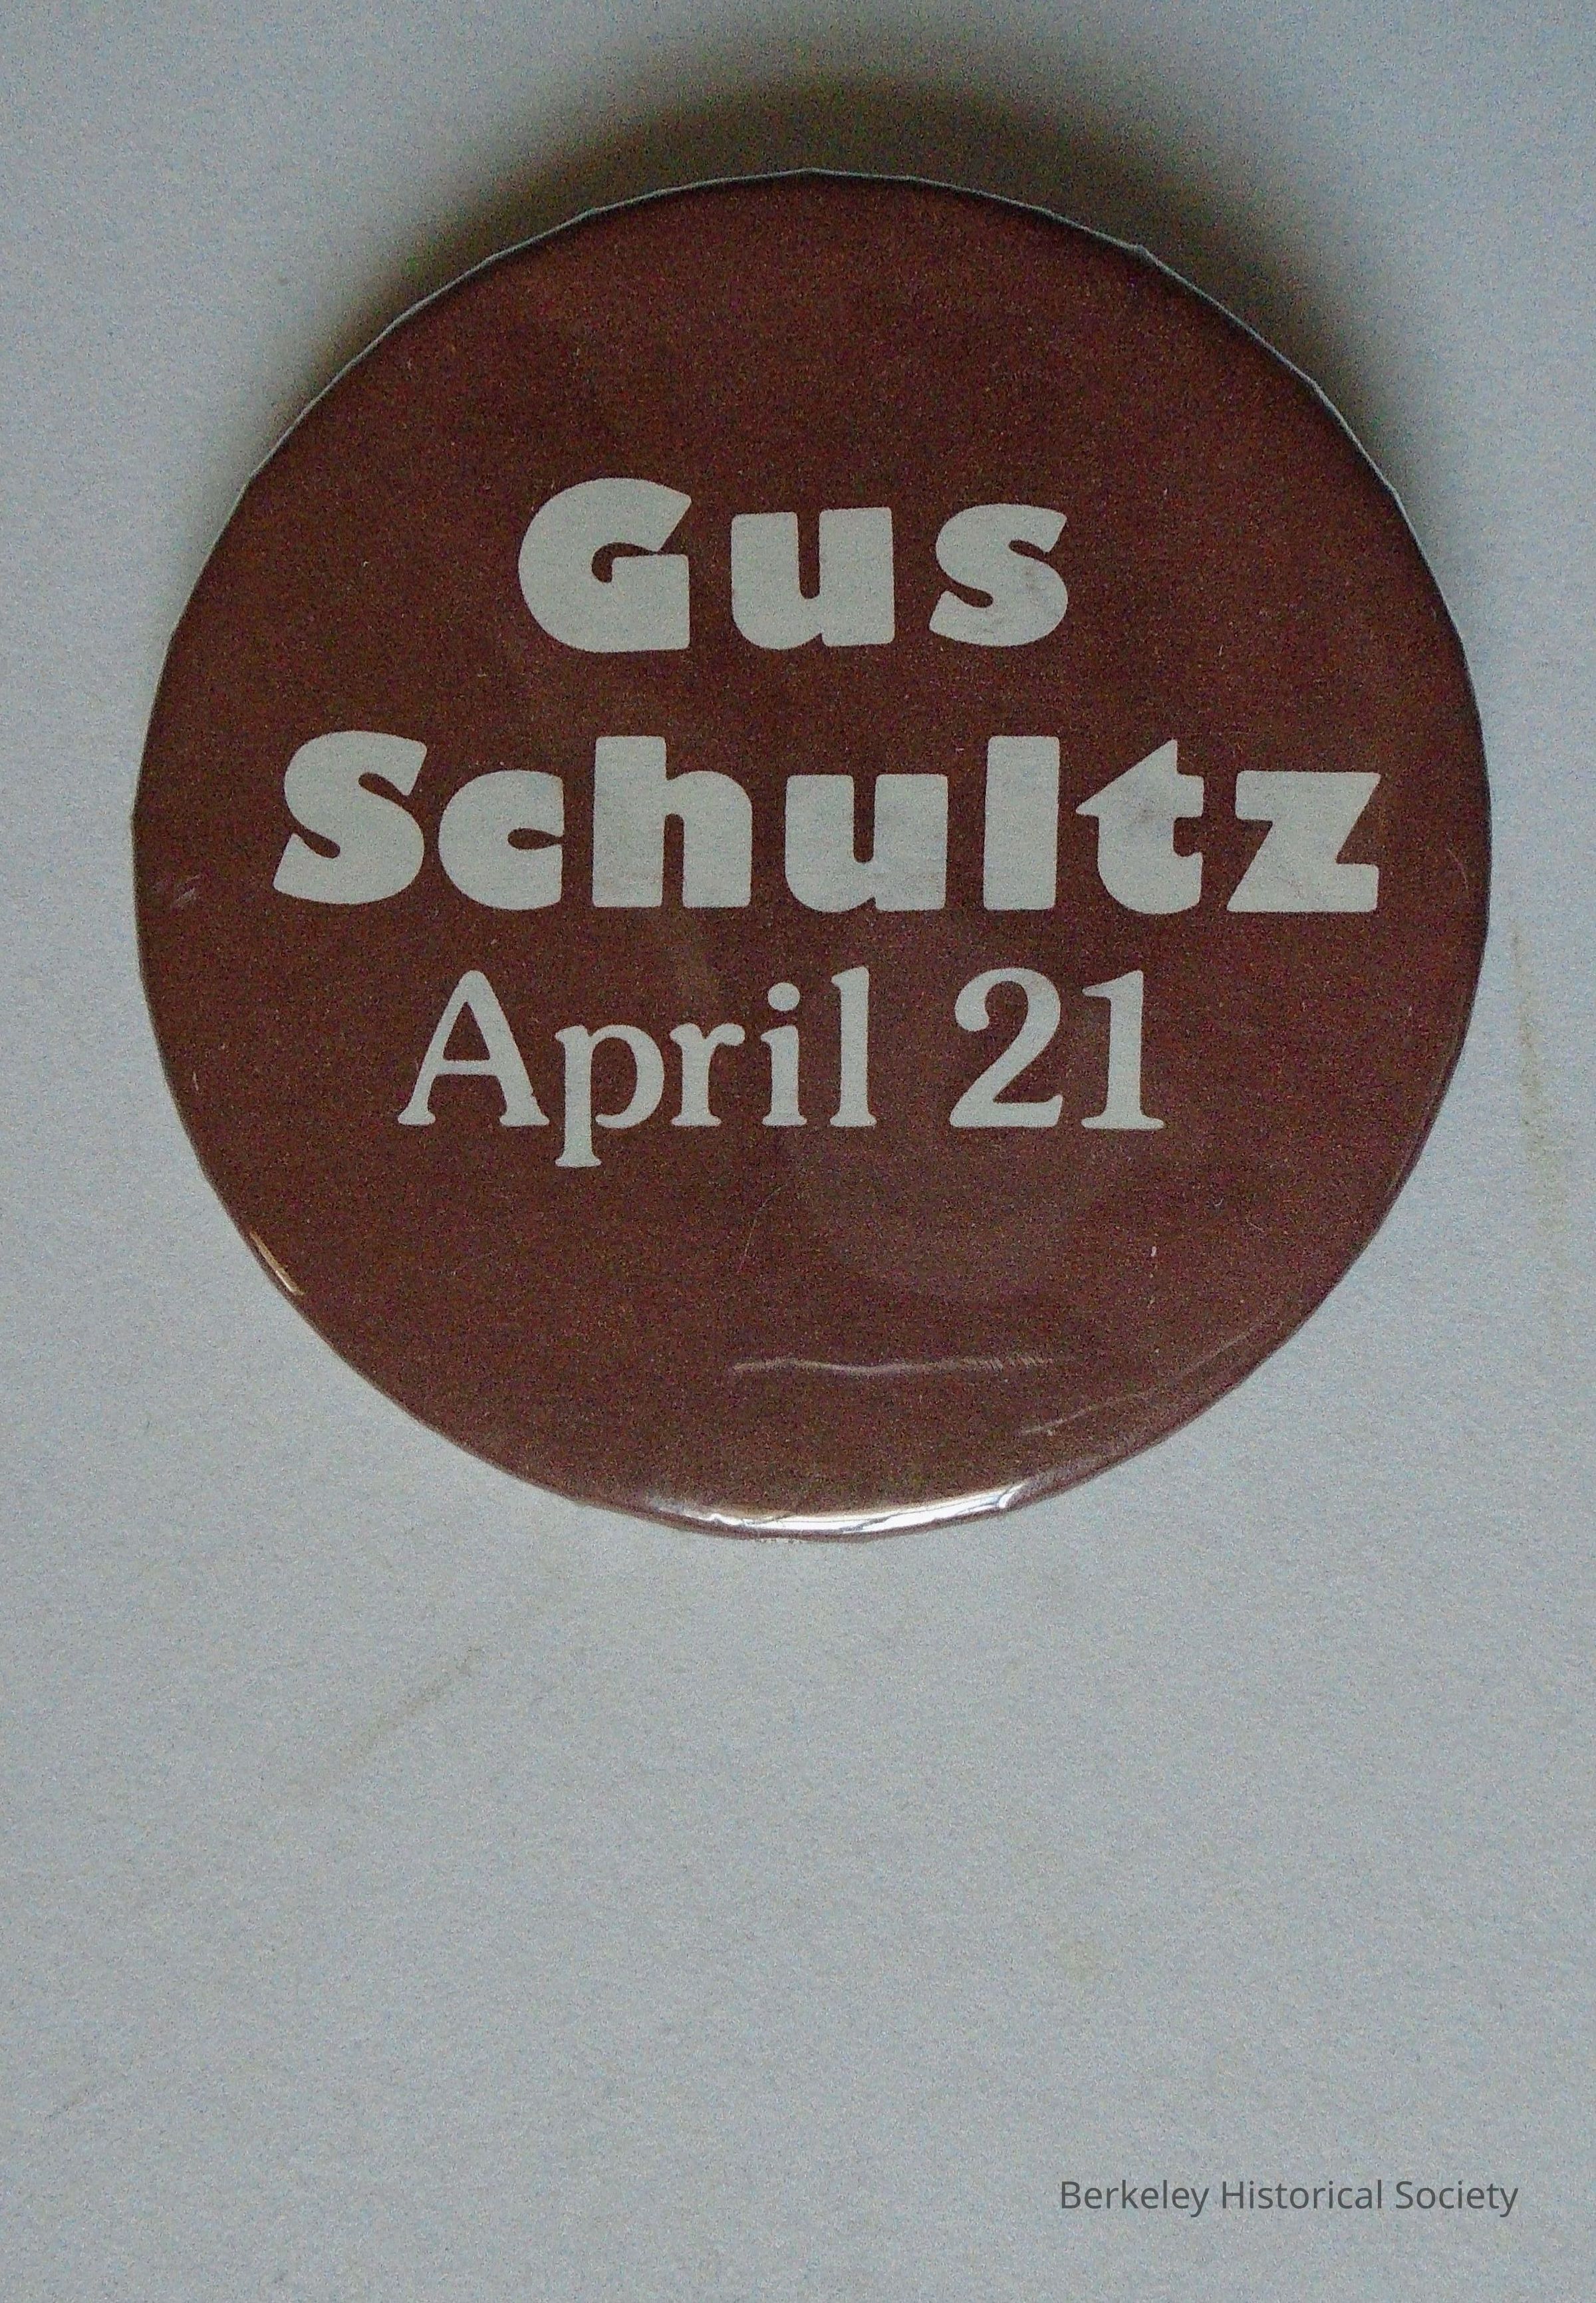 Gus
Schultz
April 21
Berkeley Historical Society